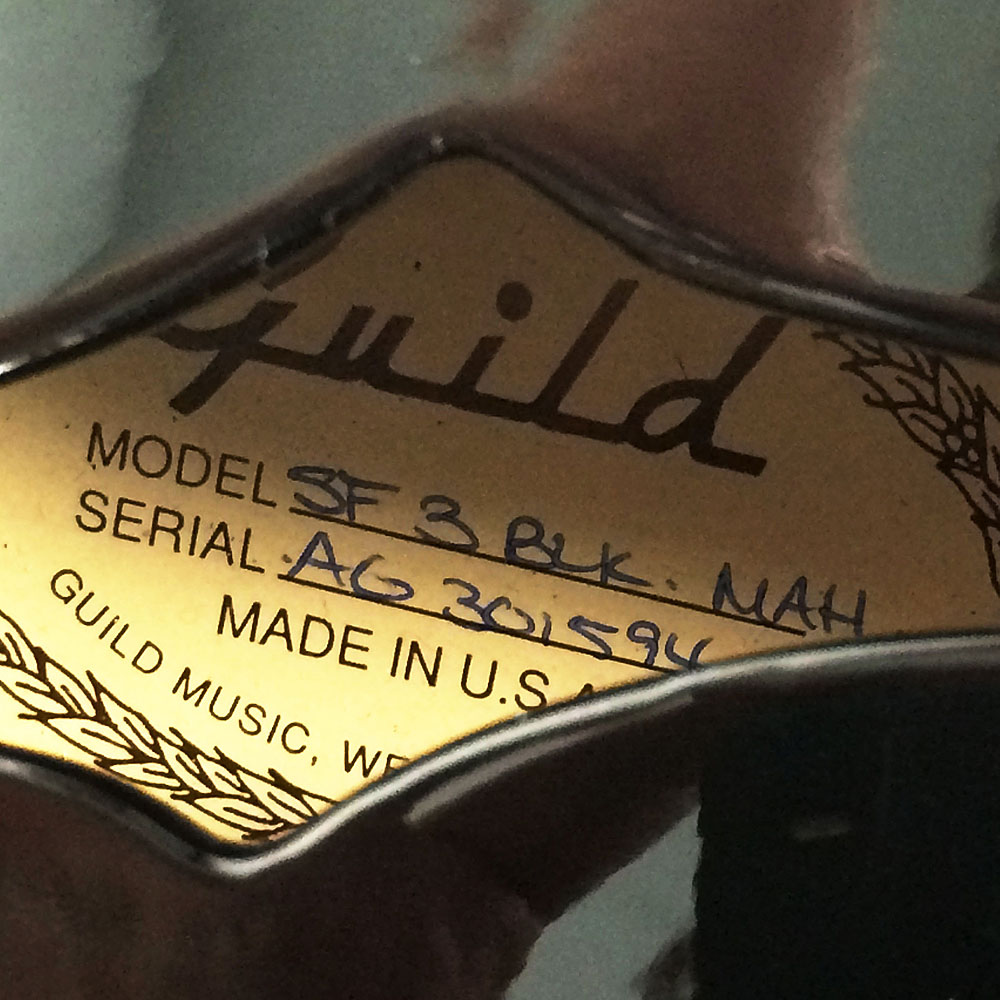 Guild
MODEL SF 3 BLK. MAH
SERIAL AG 301594
MADE IN U.S.
GUILD MUSIC,